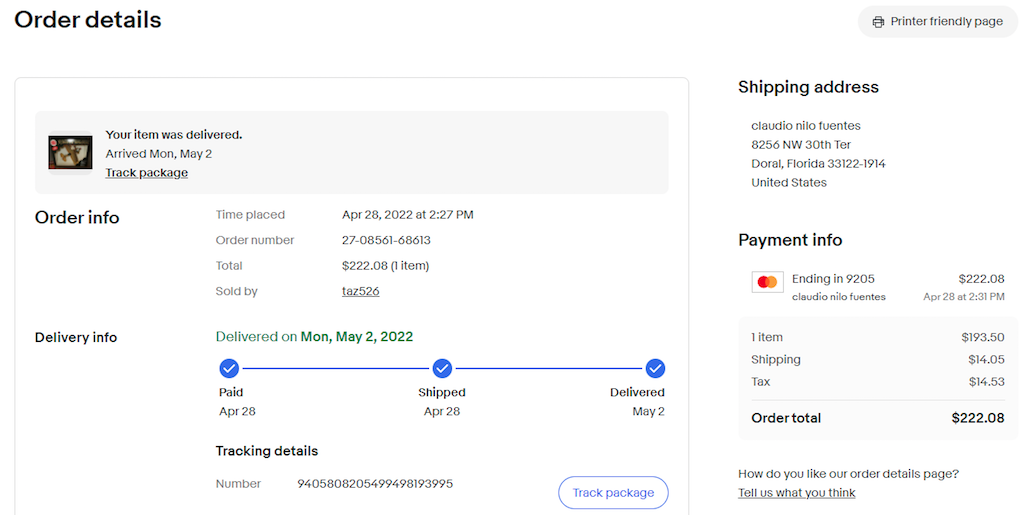 Order details
Printer friendly page
Your item was delivered.
Arrived Mon, May 2
Track package
Order info
Time placed Apr 28, 2022 at 2:27 PM
Order number 27-08561-68613
Total $222.08 (1 item)
Sold by taz526
Delivery info
Delivered on Mon, May 2, 2022
Paid Shipped Delivered
Apr 28 Apr 28 May 2
Tracking details
Number 9405808205499498193995
Track package
Shipping address
claudio nilo fuentes
8256 NW 30th Ter
Doral, Florida 33122-1914
United States
Payment info
Ending in 9205 $222.08
claudio nilo fuentes Apr 28 at 2:31 PM
1 item $193.50
Shipping $14.05
Tax $14.53
Order total $222.08
How do you like our order details page?
Tell us what you think